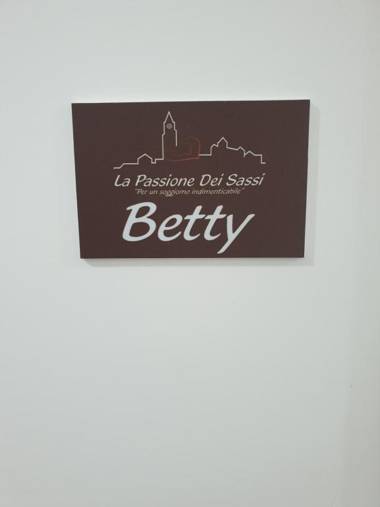 La Passione Dei Sassi
"Per un soggiorno indimenticabile"
Betty